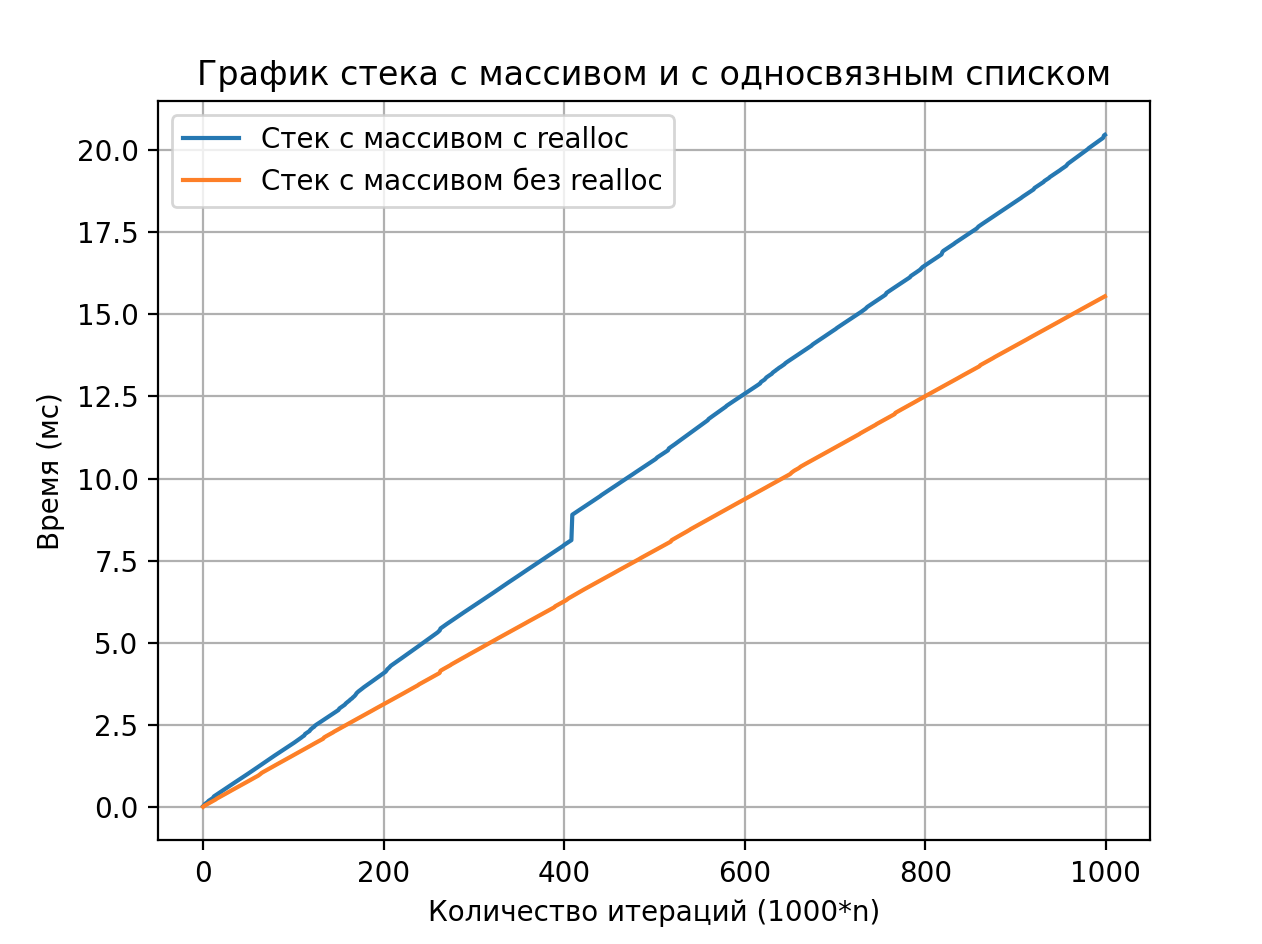 График стека с массивом и с односвязным списком
Стек с массивом с realloc
Стек с массивом без realloc
20.0
17.5
15.0
12.5
10.0
7.5
5.0
2.5
0.0
Время (мс)
0 200 400 600 800 1000
Количество итераций (1000*n)